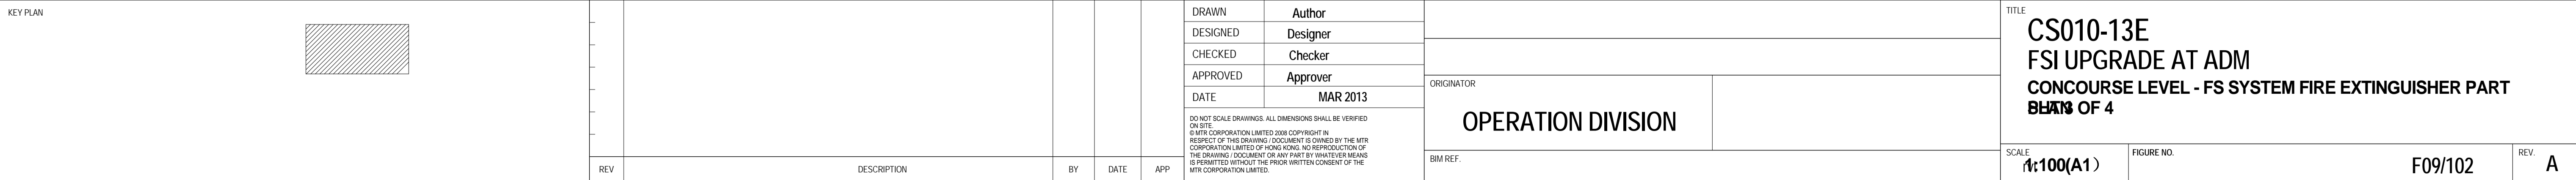 KEY PLAN
REV DESCRIPTION BY DATE APP
DRAWN Author
DESIGNED Designer
CHECKED Checker
APPROVED Approver
DATE MAR 2013
DO NOT SCALE DRAWINGS. ALL DIMENSIONS SHALL BE VERIFIED
ON SITE.
© MTR CORPORATION LIMITED 2008 COPYRIGHT IN
RESPECT OF THIS DRAWING / DOCUMENT IS OWNED BY THE MTR
CORPORATION LIMITED OF HONG KONG. NO REPRODUCTION OF
THE DRAWING / DOCUMENT OR ANY PART BY WHATEVER MEANS
IS PERMITTED WITHOUT THE PRIOR WRITTEN CONSENT OF THE
MTR CORPORATION LIMITED.
ORIGINATOR
OPERATION DIVISION
BIM REF.
TITLE
CS010-13E
FSI UPGRADE AT ADM
CONCOURSE LEVEL - FS SYSTEM FIRE EXTINGUISHER PART
3 OF 4
SCALE
1:100(A1）
FIGURE NO.
F09/102
REV.
A